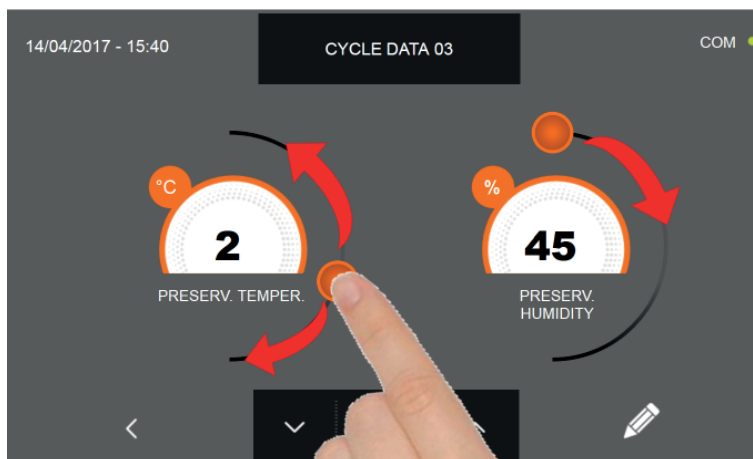 14/04/2017 - 15:40
CYCLE DATA 03
COM
°C
2
PRESERV. TEMPER.
%
45
PRESERV.
HUMIDITY